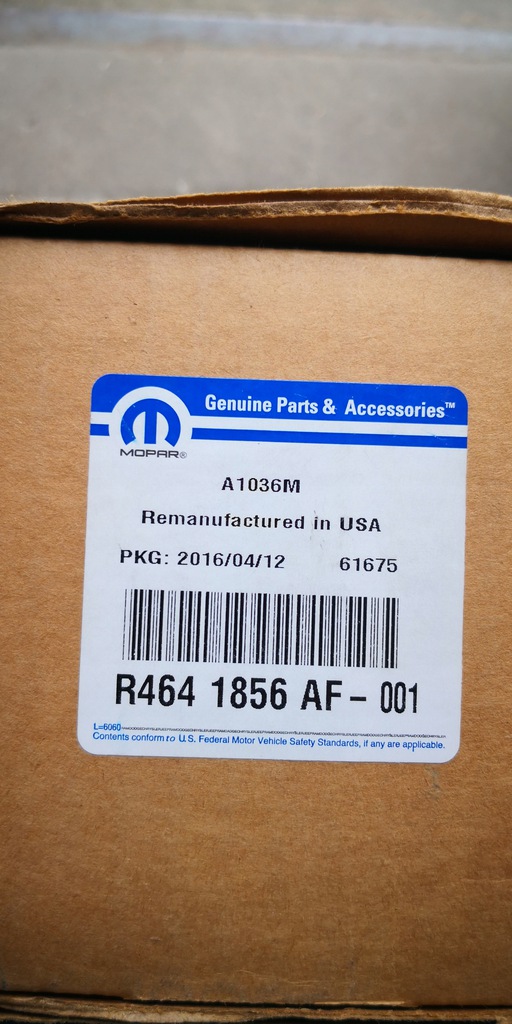 Genuine Parts & Accessories™
MOPAR®
A1036M
Remanufactured in USA
PKG: 2016/04/12 61675
R464 1856 AF - 001
L=6060
Contents conform to U.S. Federal Motor Vehicle Safety Standards, if any are applicable.